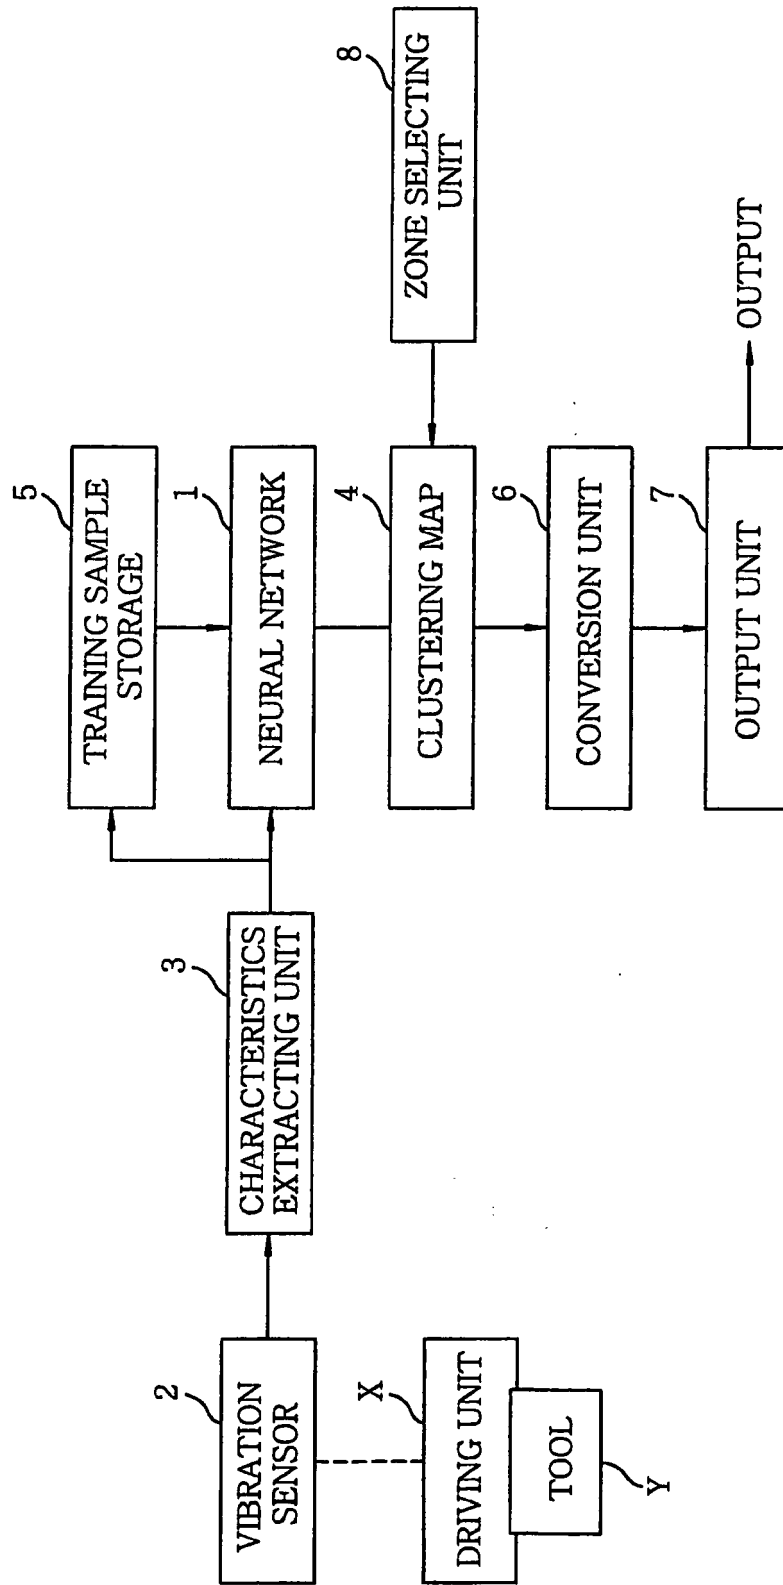 5
TRAINING SAMPLE
STORAGE
2
VIBRATION
SENSOR
3
CHARACTERISTICS
EXTRACTING UNIT
1
NEURAL NETWORK
X
DRIVING UNIT
TOOL
Y
4
CLUSTERING MAP
8
ZONE SELECTING
UNIT
6
CONVERSION UNIT
7
OUTPUT UNIT
OUTPUT